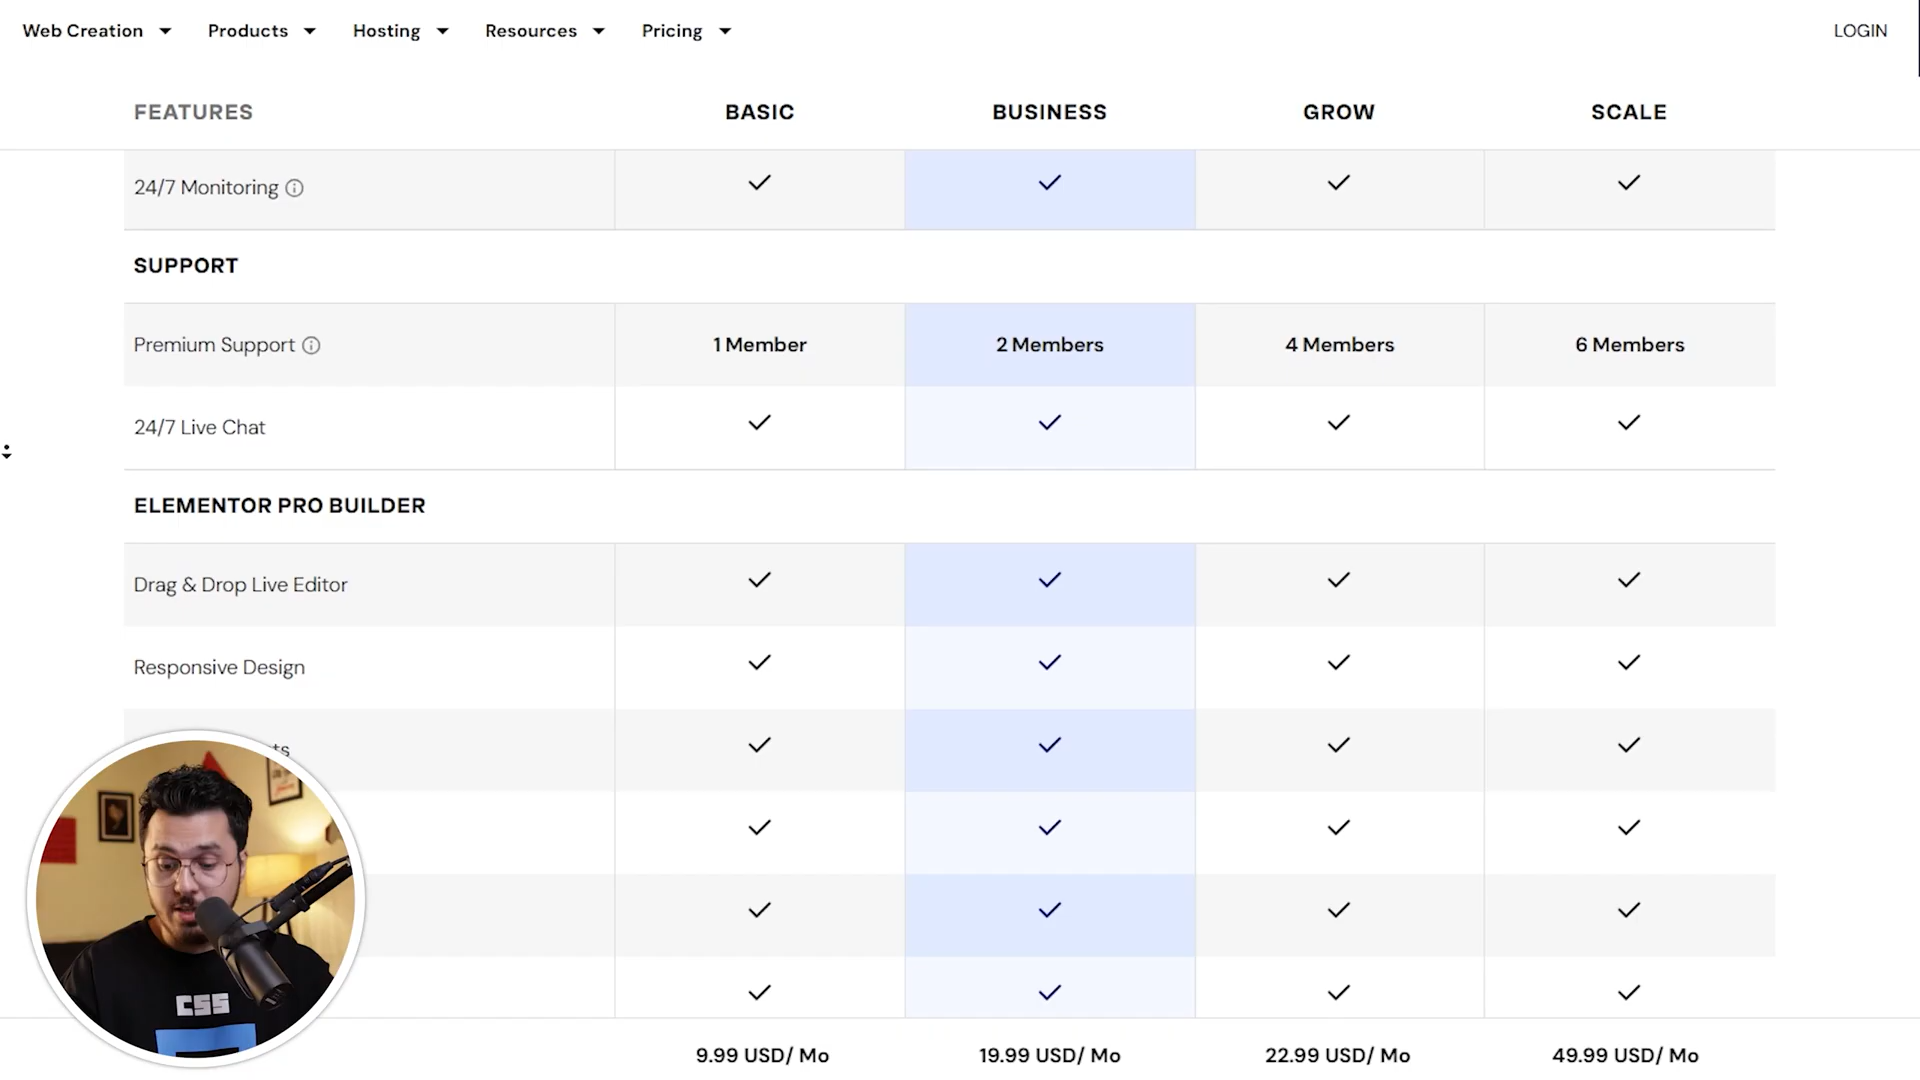 Web Creation Products Hosting Resources Pricing LOGIN
FEATURES BASIC BUSINESS GROW SCALE
24/7 Monitoring
SUPPORT
Premium Support 1 Member 2 Members 4 Members 6 Members
24/7 Live Chat
ELEMENTOR PRO BUILDER
Drag & Drop Live Editor
Responsive Design
CSS
9.99 USD/ Mo 19.99 USD/ Mo 22.99 USD/ Mo 49.99 USD/ Mo